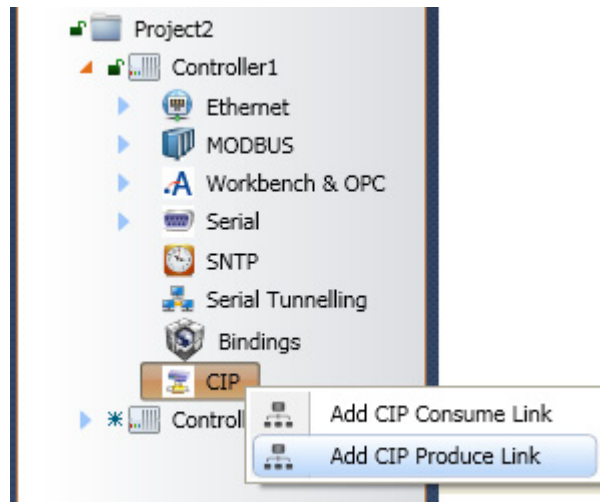 Project2
Controller1
Ethernet
MODBUS
Workbench & OPC
Serial
SNTP
Serial Tunnelling
Bindings
CIP
Add CIP Consume Link
Control
Add CIP Produce Link